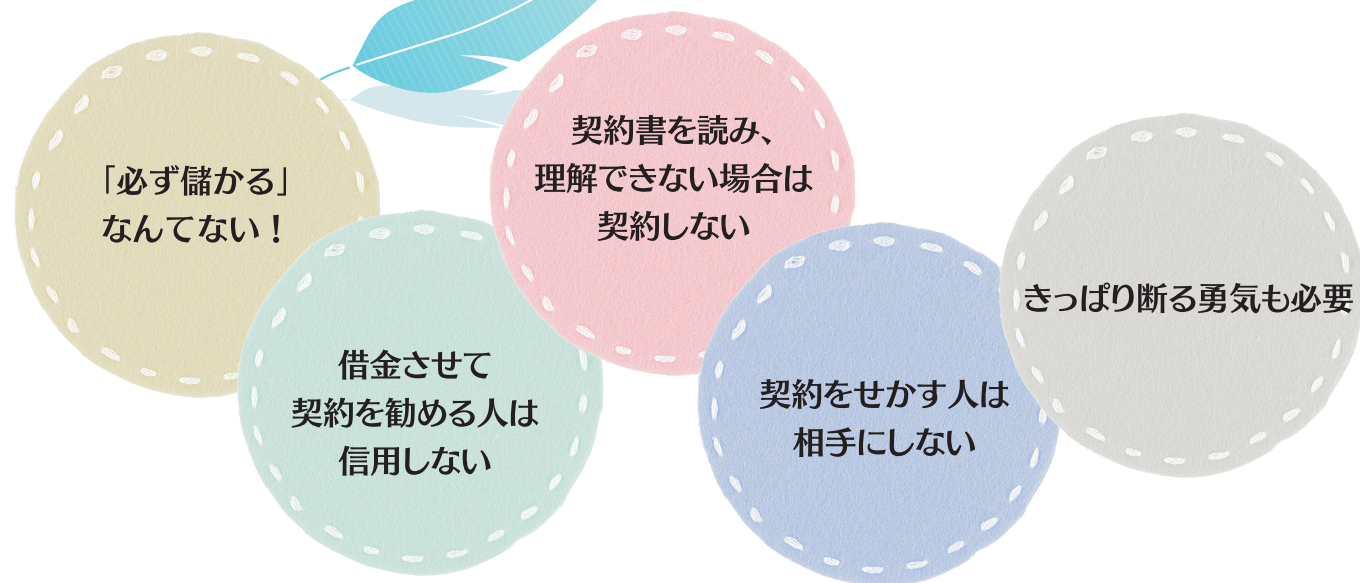 「必ず儲かる」
なんてない！
借金させて
契約を勧める人は
信用しない
契約書を読み、
理解できない場合は
契約しない
契約をせかす人は
相手にしない
きっぱり断る勇気も必要